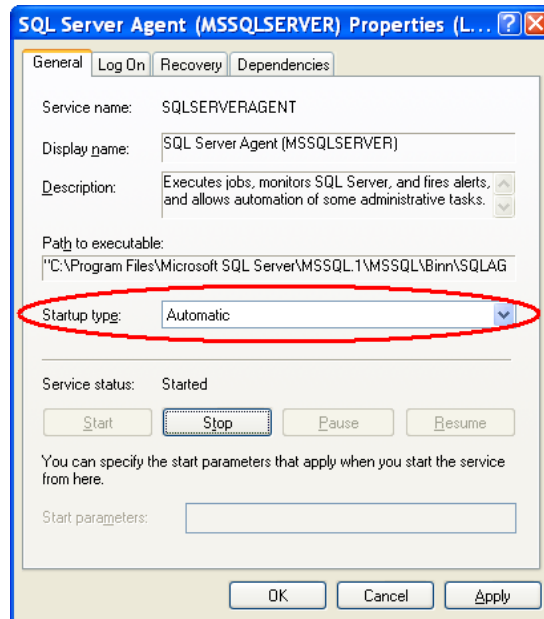 SQL Server Agent (MSSQLSERVER) Properties (L...
General Log On Recovery Dependencies
Service name: SQLSERVERAGENT
Display name: SQL Server Agent (MSSQLSERVER)
Description: Executes jobs, monitors SQL Server, and fires alerts,
and allows automation of some administrative tasks.
Path to executable:
"C:\Program Files\Microsoft SQL Server\MSSQL.1\MSSQL\Binn\SQLAG
Startup type: Automatic
Service status: Started
Start Stop Pause Resume
You can specify the start parameters that apply when you start the service
from here.
Start parameters:
OK Cancel Apply